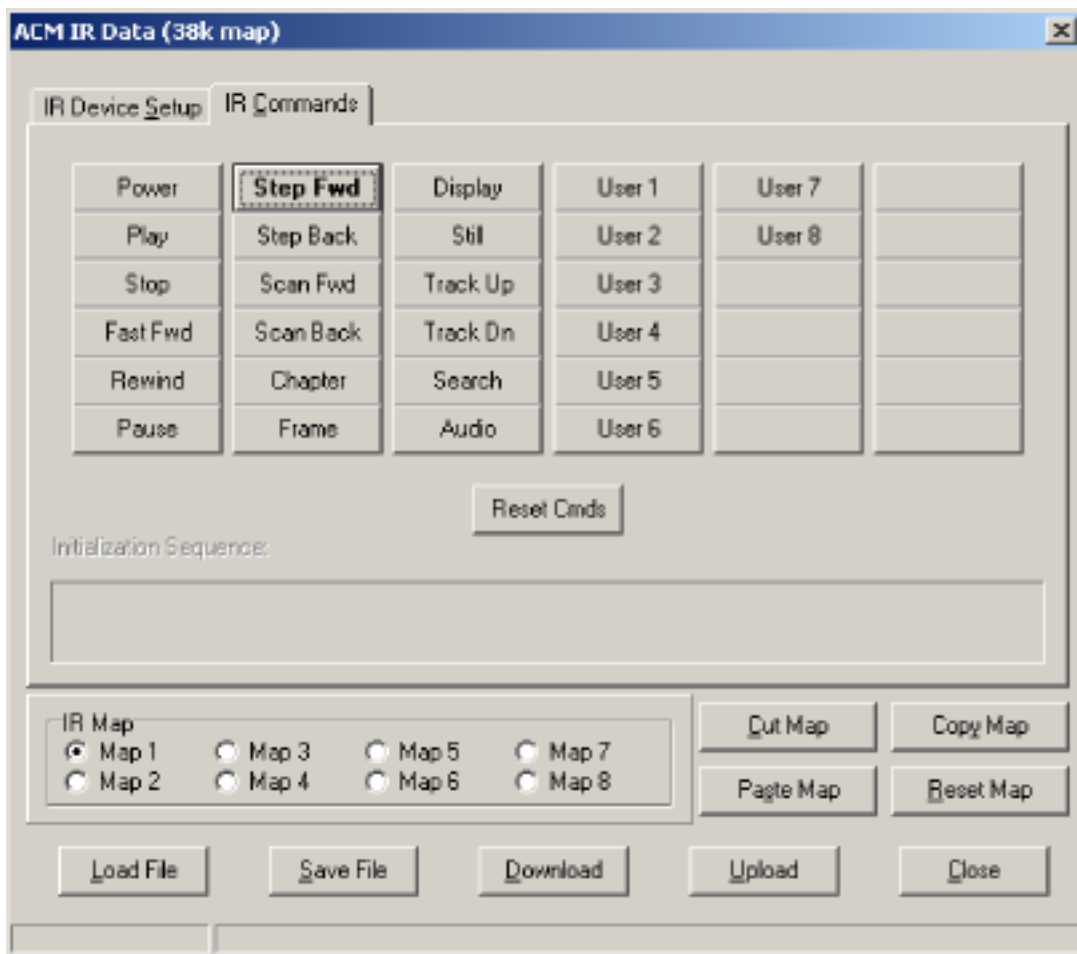 ACM IR Data (38k map)
IR Device Setup IR Commands
Power Step Fwd Display User 1 User 7
Play Step Back Still User 2 User 8
Stop Scan Fwd Track Up User 3
Fast Fwd Scan Back Track Dn User 4
Rewind Chapter Search User 5
Pause Frame Audio User 6
Reset Cmds
Initialization Sequence:
IR Map
Map 1 Map 3 Map 5 Map 7
Map 2 Map 4 Map 6 Map 8
Cut Map Copy Map
Paste Map Reset Map
Load File Save File Download Upload Close